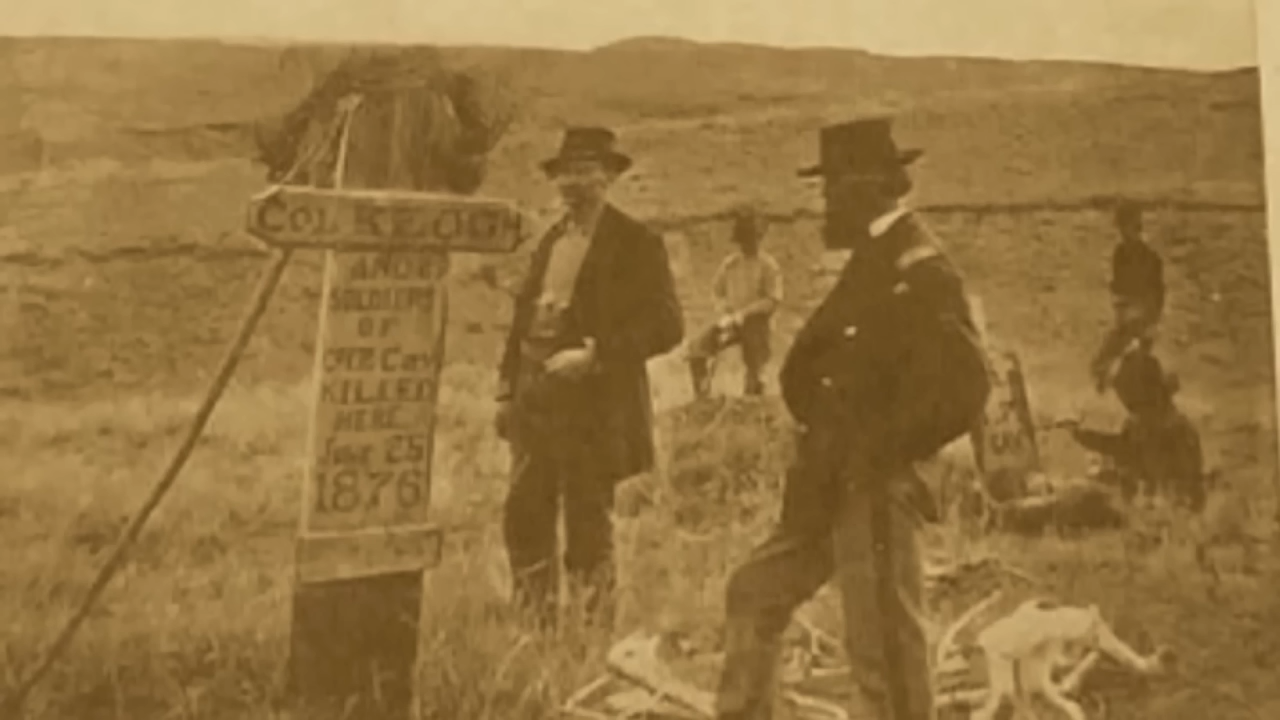 COL KEOGH
AND 
SOLDIERS
OF
7TH Cav
KILLED
HERE
June 25
1876